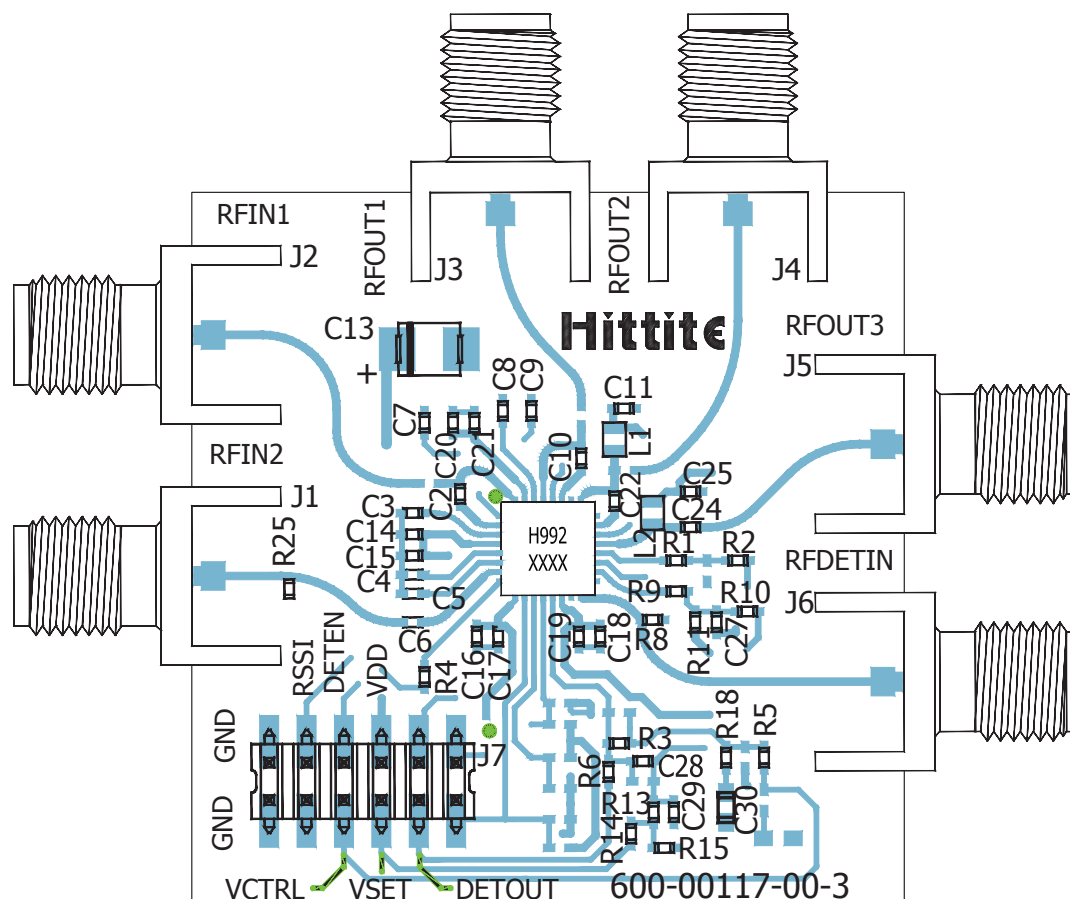 RFIN1
RFOUT1
RFOUT2
J2
J3
J4
C13
+
Hittite
RFOUT3
J5
C8
C9
C11
C7
C20
C21
C10
L1
RFIN2
J1
C2
C22
C25
C3
C14
C15
C4
C5
C6
R25
H992
XXXX
L2
C24
R1
R2
RFDETIN
J6
R9
R10
R8
R11
C27
C19
C18
C16
C17
R4
RSSI
DETEN
VDD
GND
GND
J7
R3
R6
C28
R18
R5
R13
C29
C30
R14
R15
VCTRL
VSET
DETOUT
600-00117-00-3